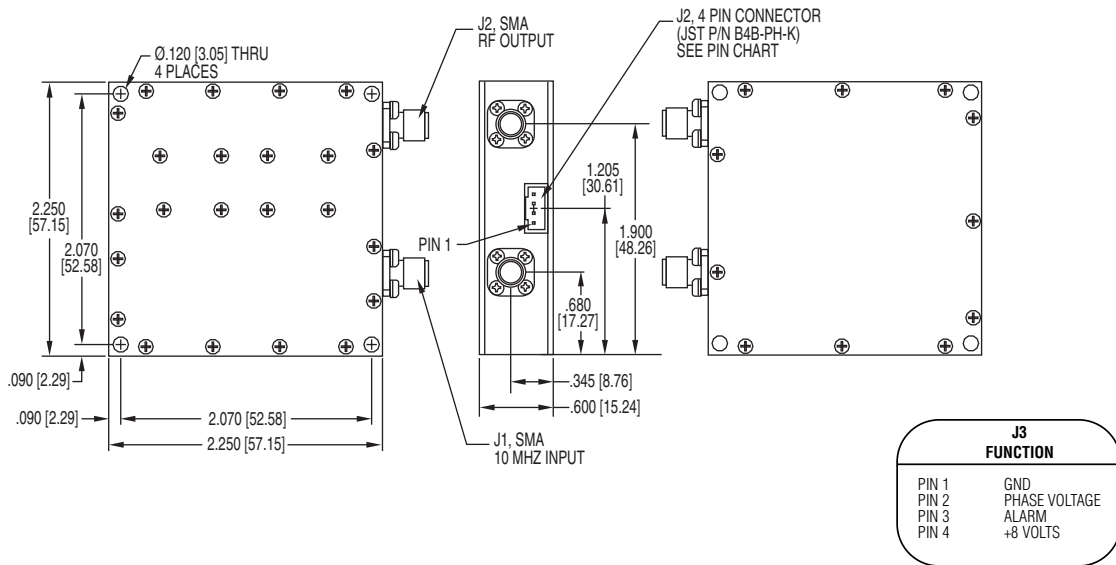 Ø.120 [3.05] THRU
4 PLACES
J2, SMA
RF OUTPUT
J2, 4 PIN CONNECTOR
(JST P/N B4B-PH-K)
SEE PIN CHART
2.250
[57.15]
2.070
[52.58]
.090 [2.29]
.090 [2.29]
2.070 [52.58]
2.250 [57.15]
J1, SMA
10 MHZ INPUT
PIN 1
1.205
[30.61]
1.900
[48.26]
.680
[17.27]
.345 [8.76]
.600 [15.24]
J3
FUNCTION
PIN 1 GND
PIN 2 PHASE VOLTAGE
PIN 3 ALARM
PIN 4 +8 VOLTS